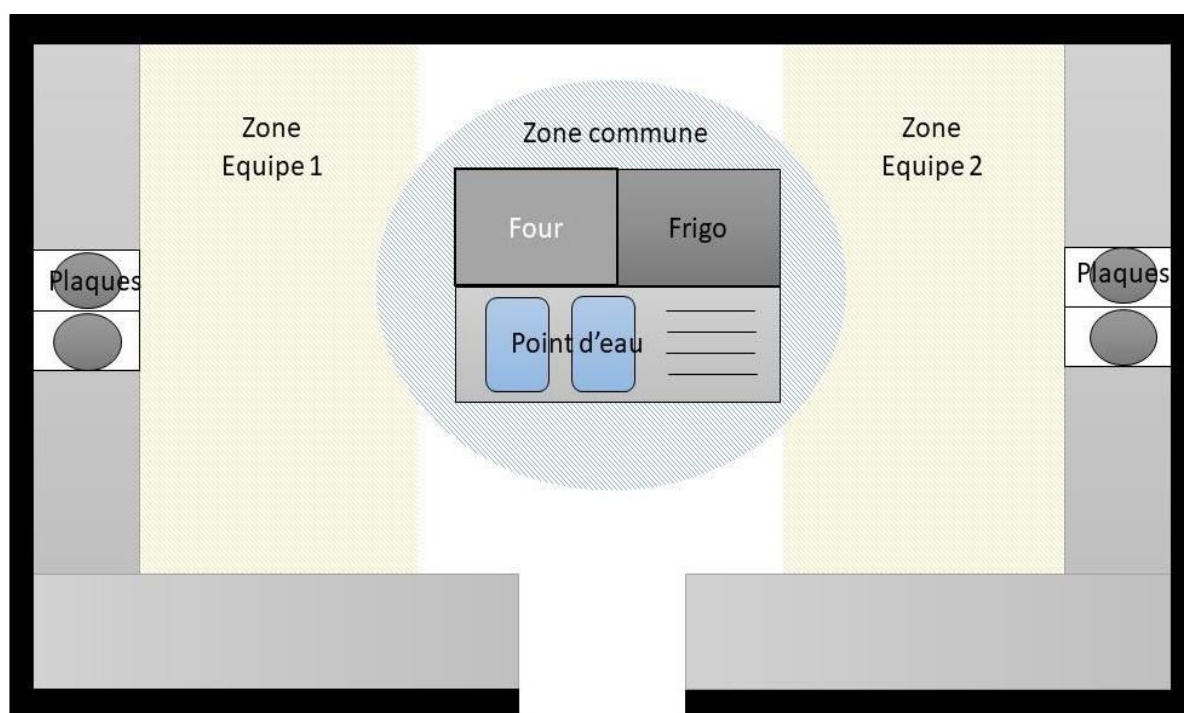 Zone
Equipe 1
Zone commune
Zone
Equipe 2
Four
Frigo
Plaques
Plaques
Point d'eau